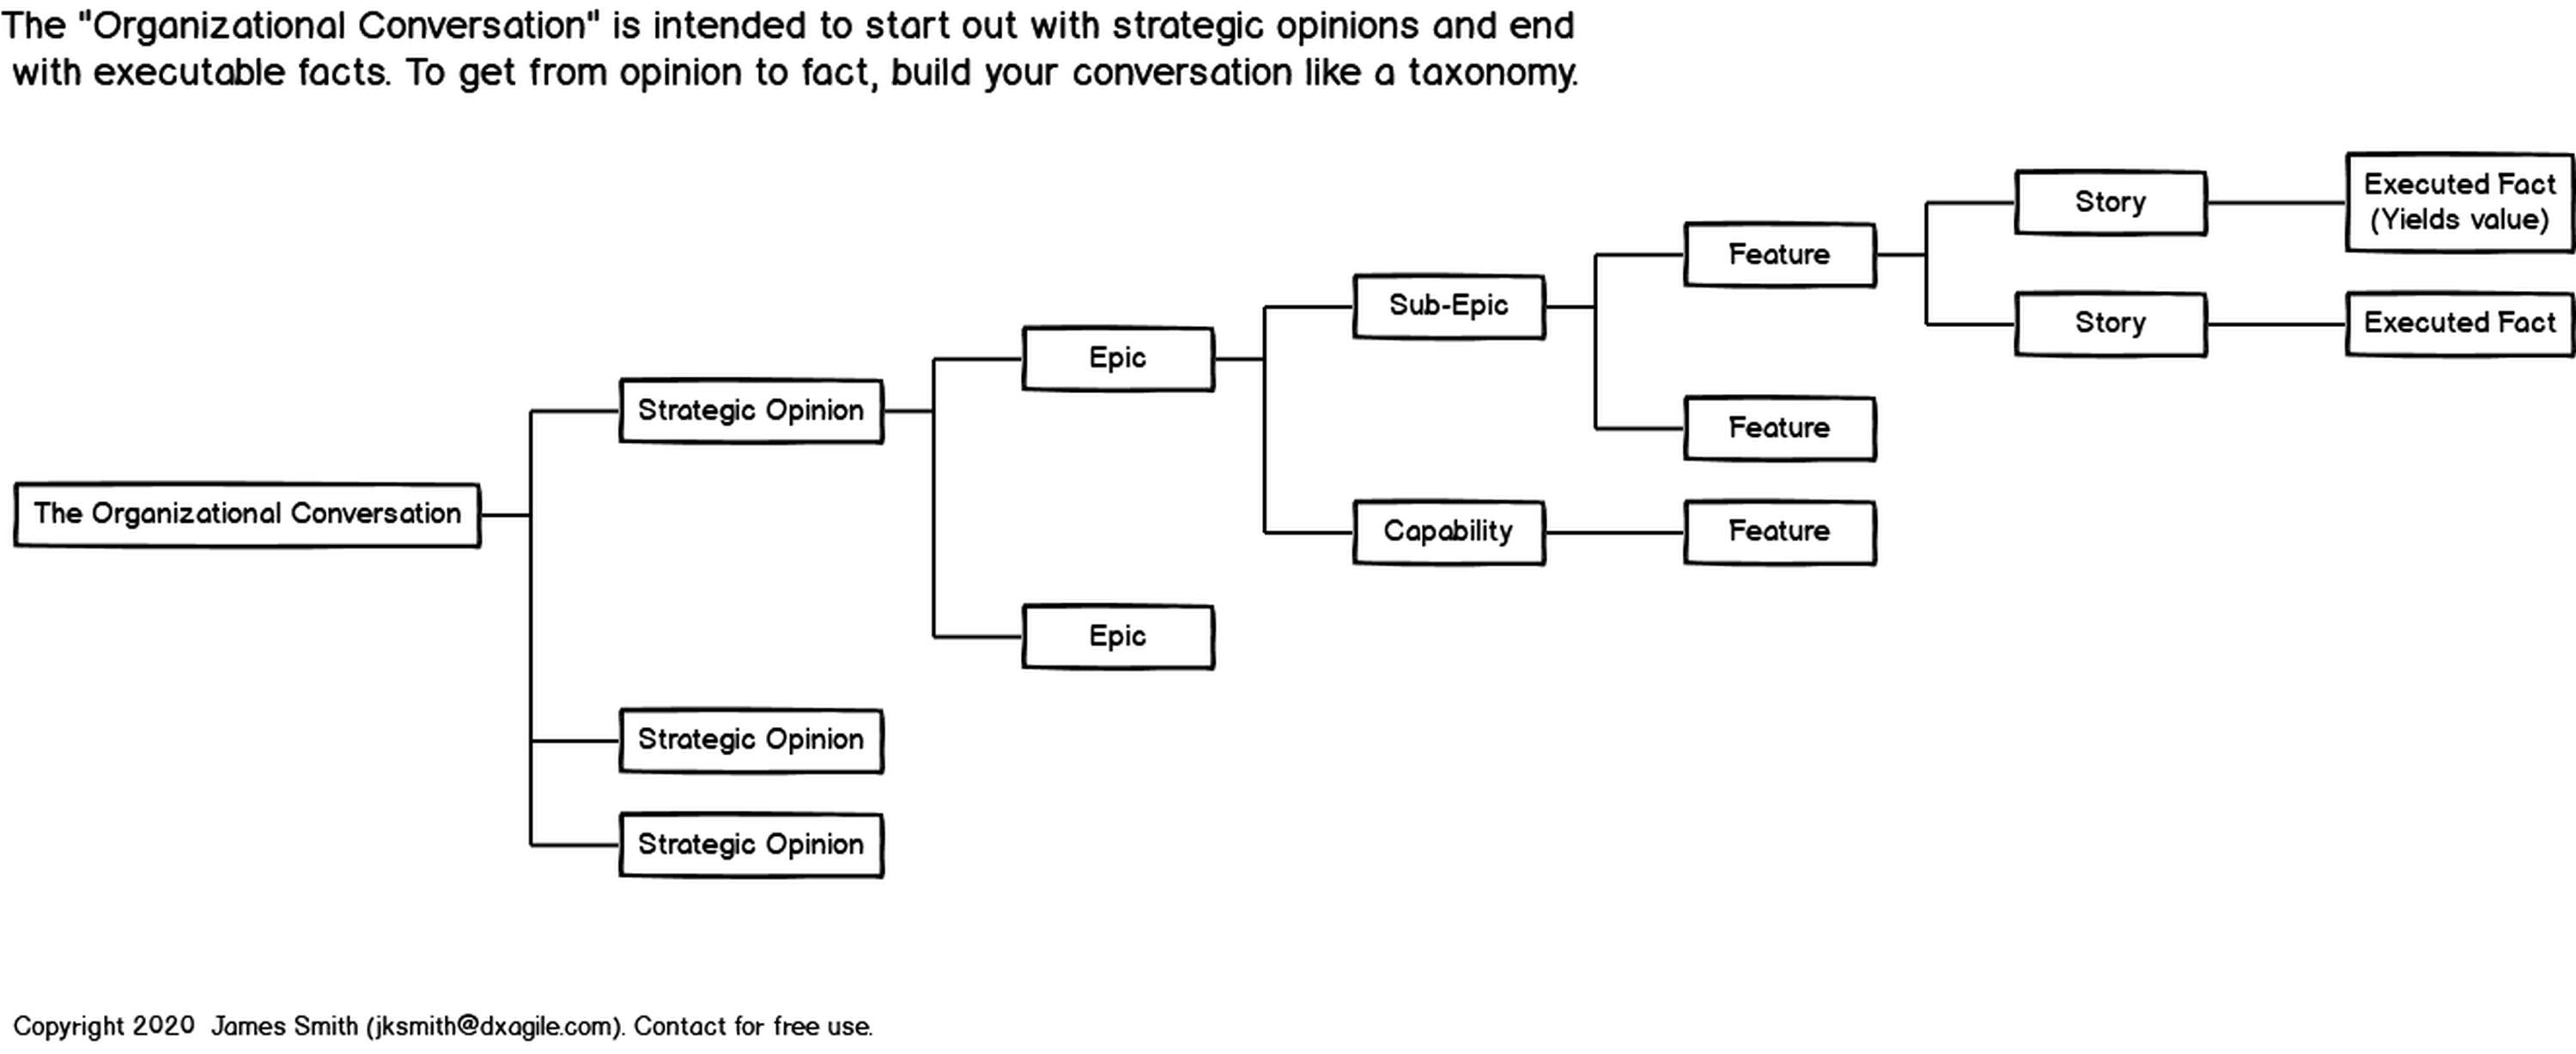 The "Organizational Conversation" is intended to start out with strategic opinions and end
with executable facts. To get from opinion to fact, build your conversation like a taxonomy.
The Organizational Conversation
Strategic Opinion
Epic
Sub-Epic
Feature
Story
Executed Fact
(Yields value)
Story
Executed Fact
Feature
Capability
Feature
Epic
Strategic Opinion
Strategic Opinion
Copyright 2020  James Smith (jksmith@dxagile.com). Contact for free use.